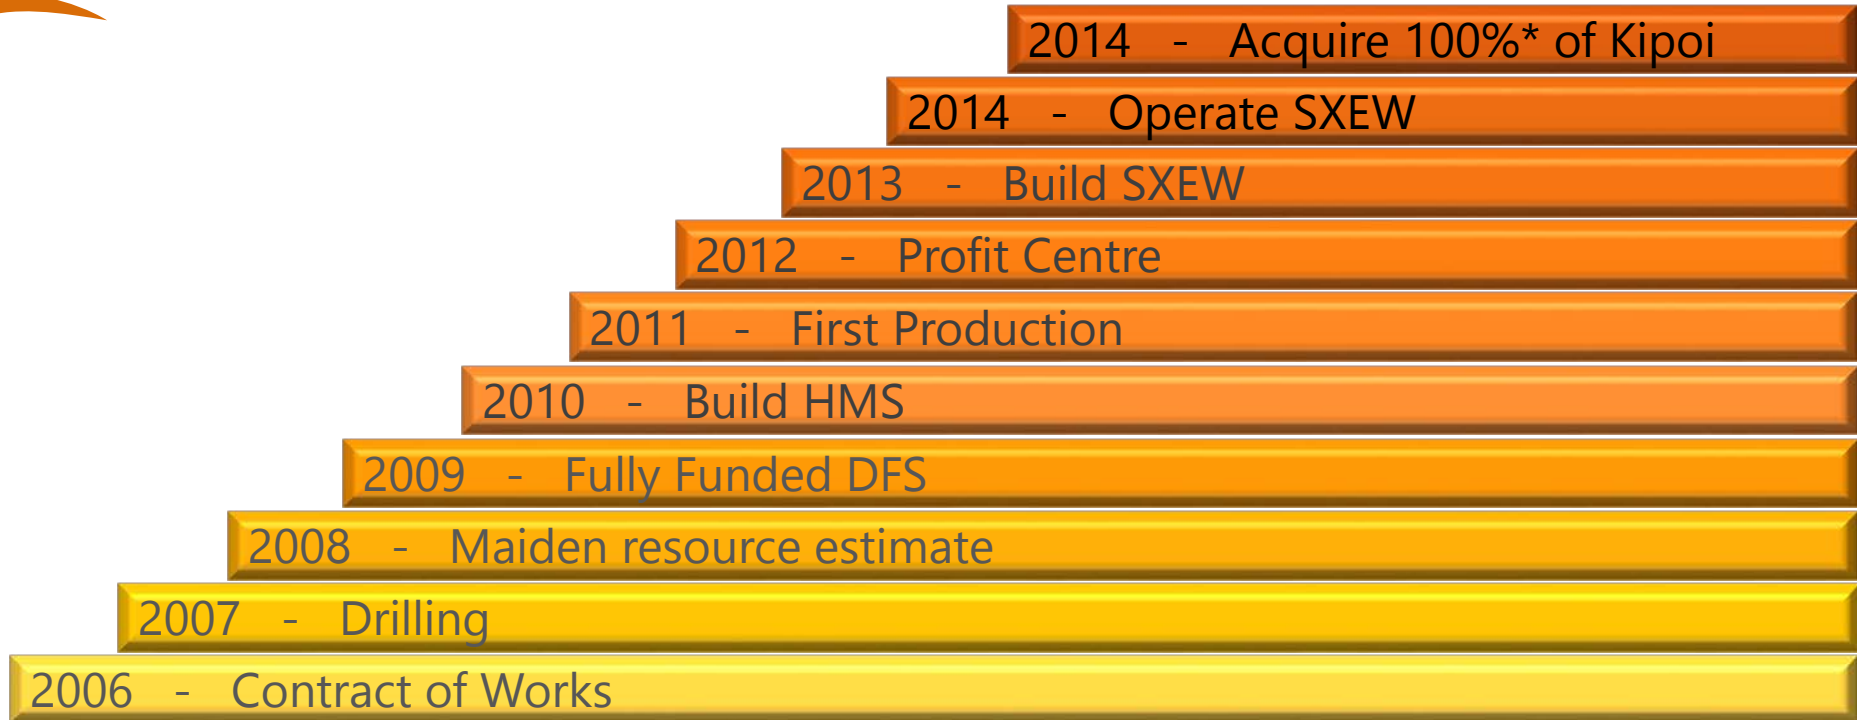 2014 - Acquire 100%* of Kipoi
2014 - Operate SXEW
2013 - Build SXEW
2012 - Profit Centre
2011 - First Production
2010 - Build HMS
2009 - Fully Funded DFS
2008 - Maiden resource estimate
2007 - Drilling
2006 - Contract of Works